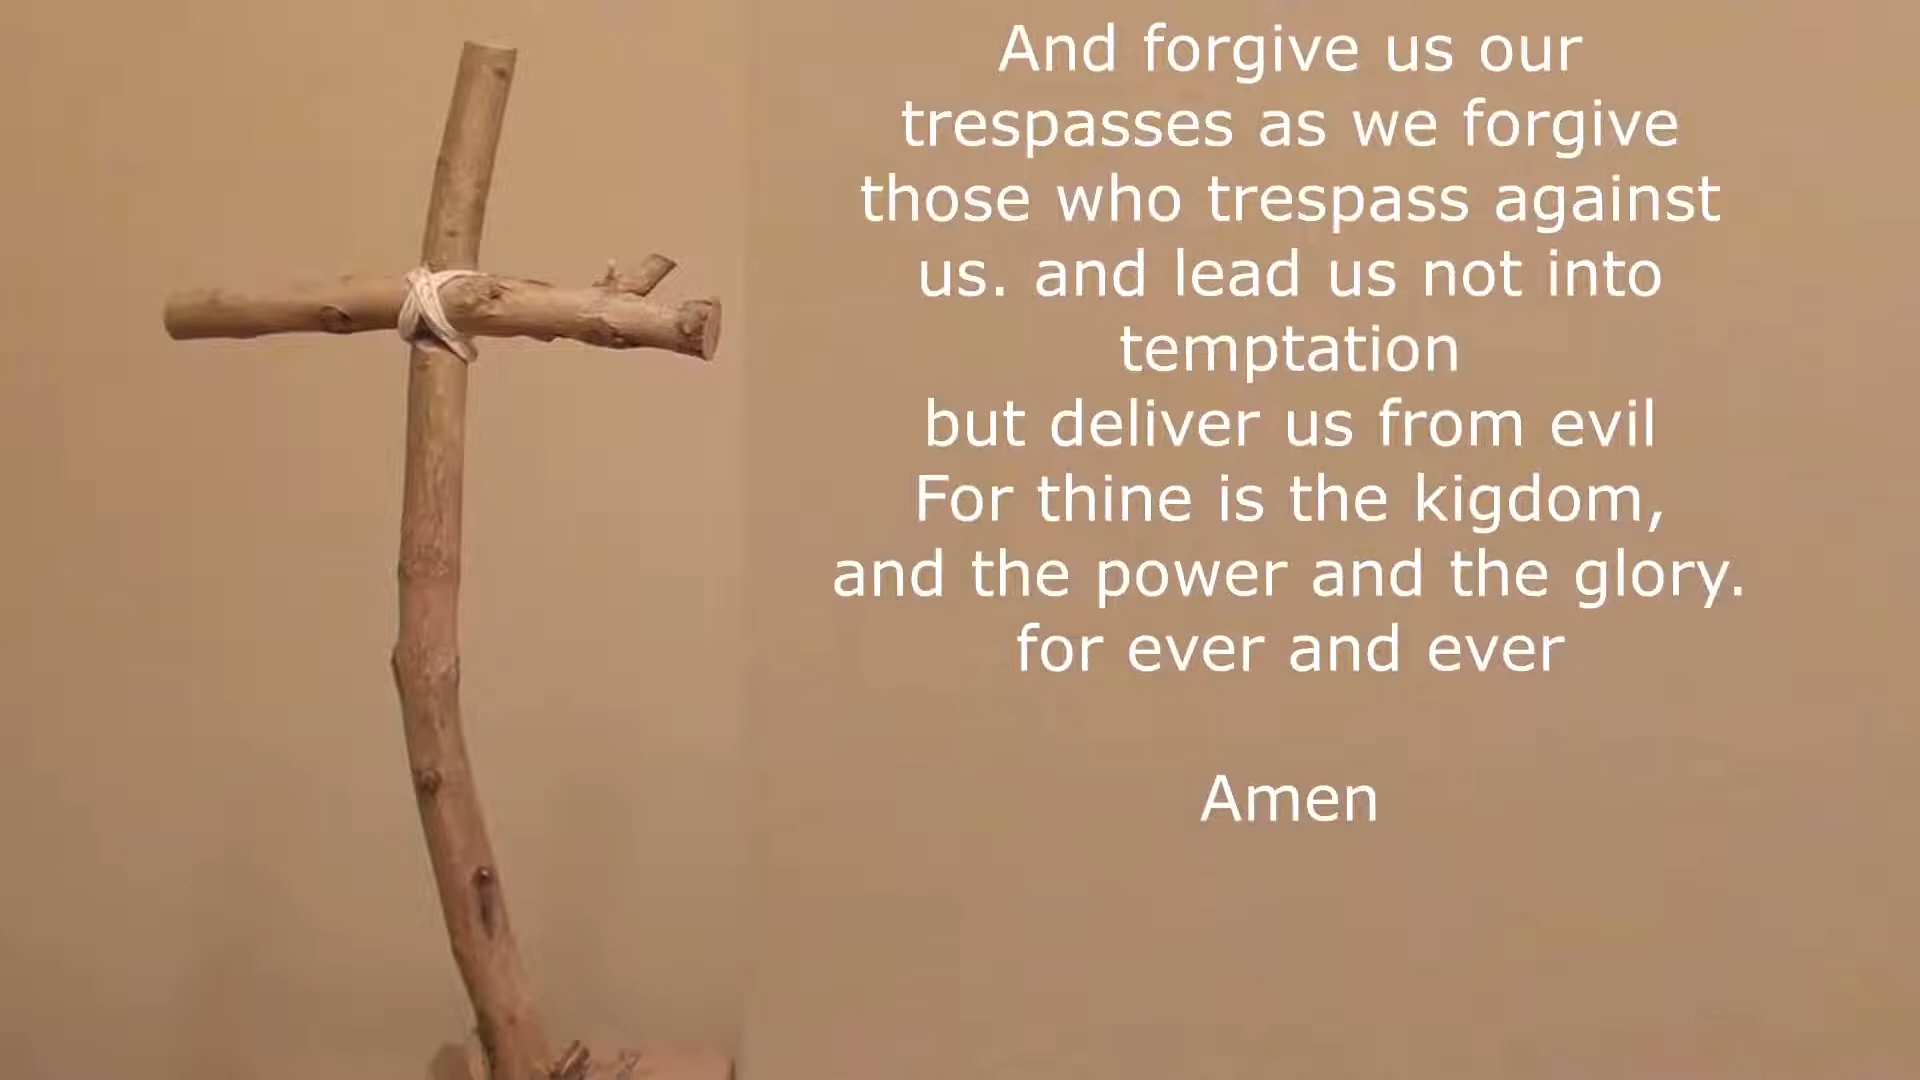 And forgive us our
trespasses as we forgive
those who trespass against
us. and lead us not into
temptation
but deliver us from evil
For thine is the kigdom,
and the power and the glory.
for ever and ever
Amen